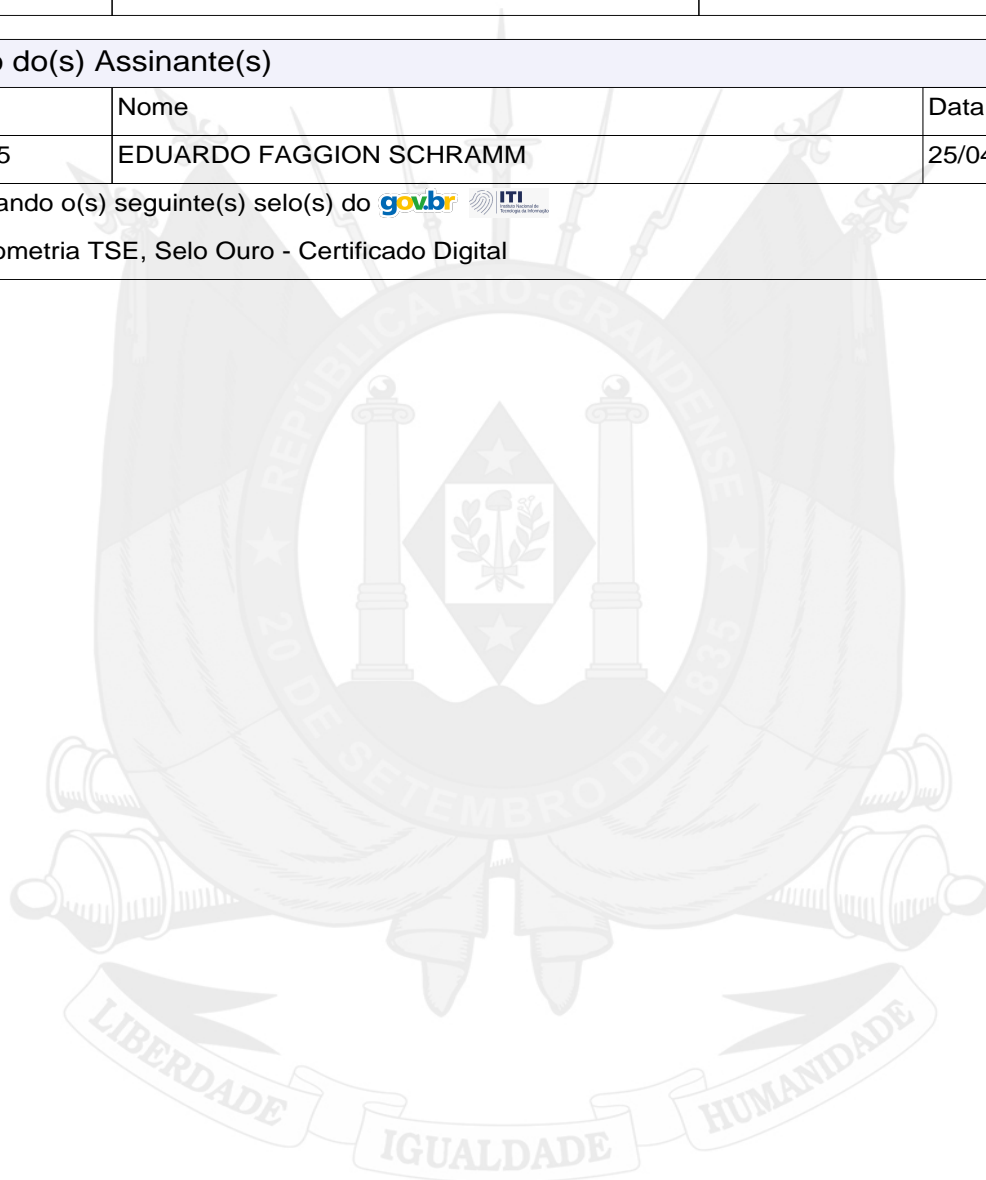 o do(s) Assinante(s)
Nome Data
5 EDUARDO FAGGION SCHRAMM 25/04
ando o(s) seguinte(s) selo(s) do gov.br ITI
ometria TSE, Selo Ouro - Certificado Digital
REPÚBLICA RIO-GRANDENSE
20 DE SETEMBRO DE 1835
LIBERDADE IGUALDADE HUMANIDADE